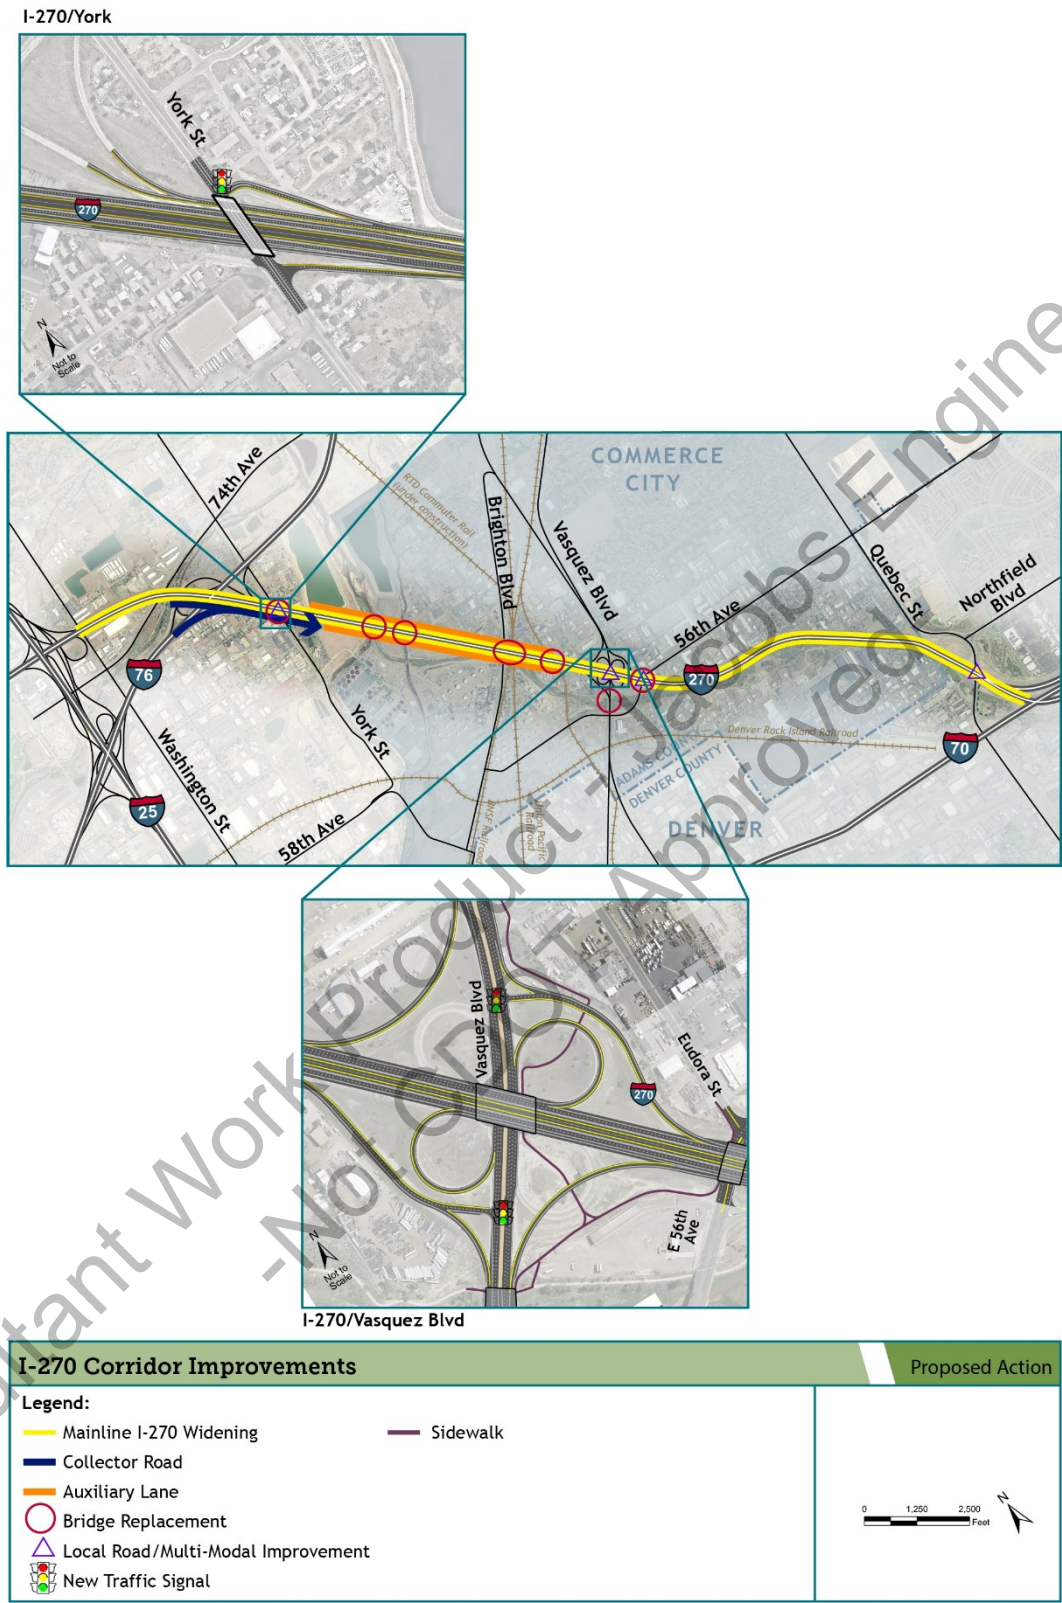 I-270/York
York St
270
N
Not to
Scale
COMMERCE
CITY
74th Ave
RTD Commuter Rail
(under construction)
Brighton Blvd
Vasquez Blvd
Quebec St
Northfield
Blvd
56th Ave
76
270
York St
Washington St
Denver Rock Island Railroad
70
ADAMS COUNTY
DENVER COUNTY
25
58th Ave
BNSF Railroad
Union Pacific
Railroad
DENVER
Vasquez Blvd
Eudora St
270
E 56th
Ave
N
Not to
Scale
I-270/Vasquez Blvd
ultant Work Product - Jacobs Engine
-Not CDOT Approved
I-270 Corridor Improvements
Proposed Action
Legend:
Mainline I-270 Widening
Sidewalk
Collector Road
Auxiliary Lane
Bridge Replacement
Local Road/Multi-Modal Improvement
New Traffic Signal
0 1,250 2,500
Feet
N